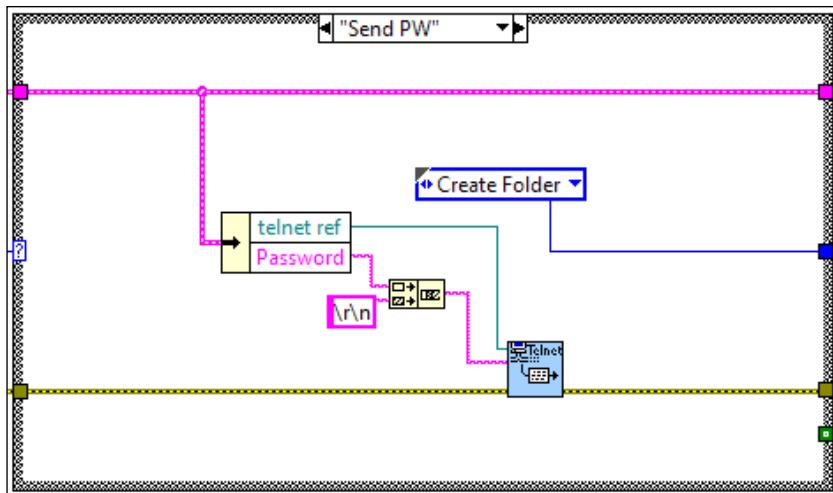 "Send PW"
Create Folder
telnet ref
Password
\r\n
Telnet
?